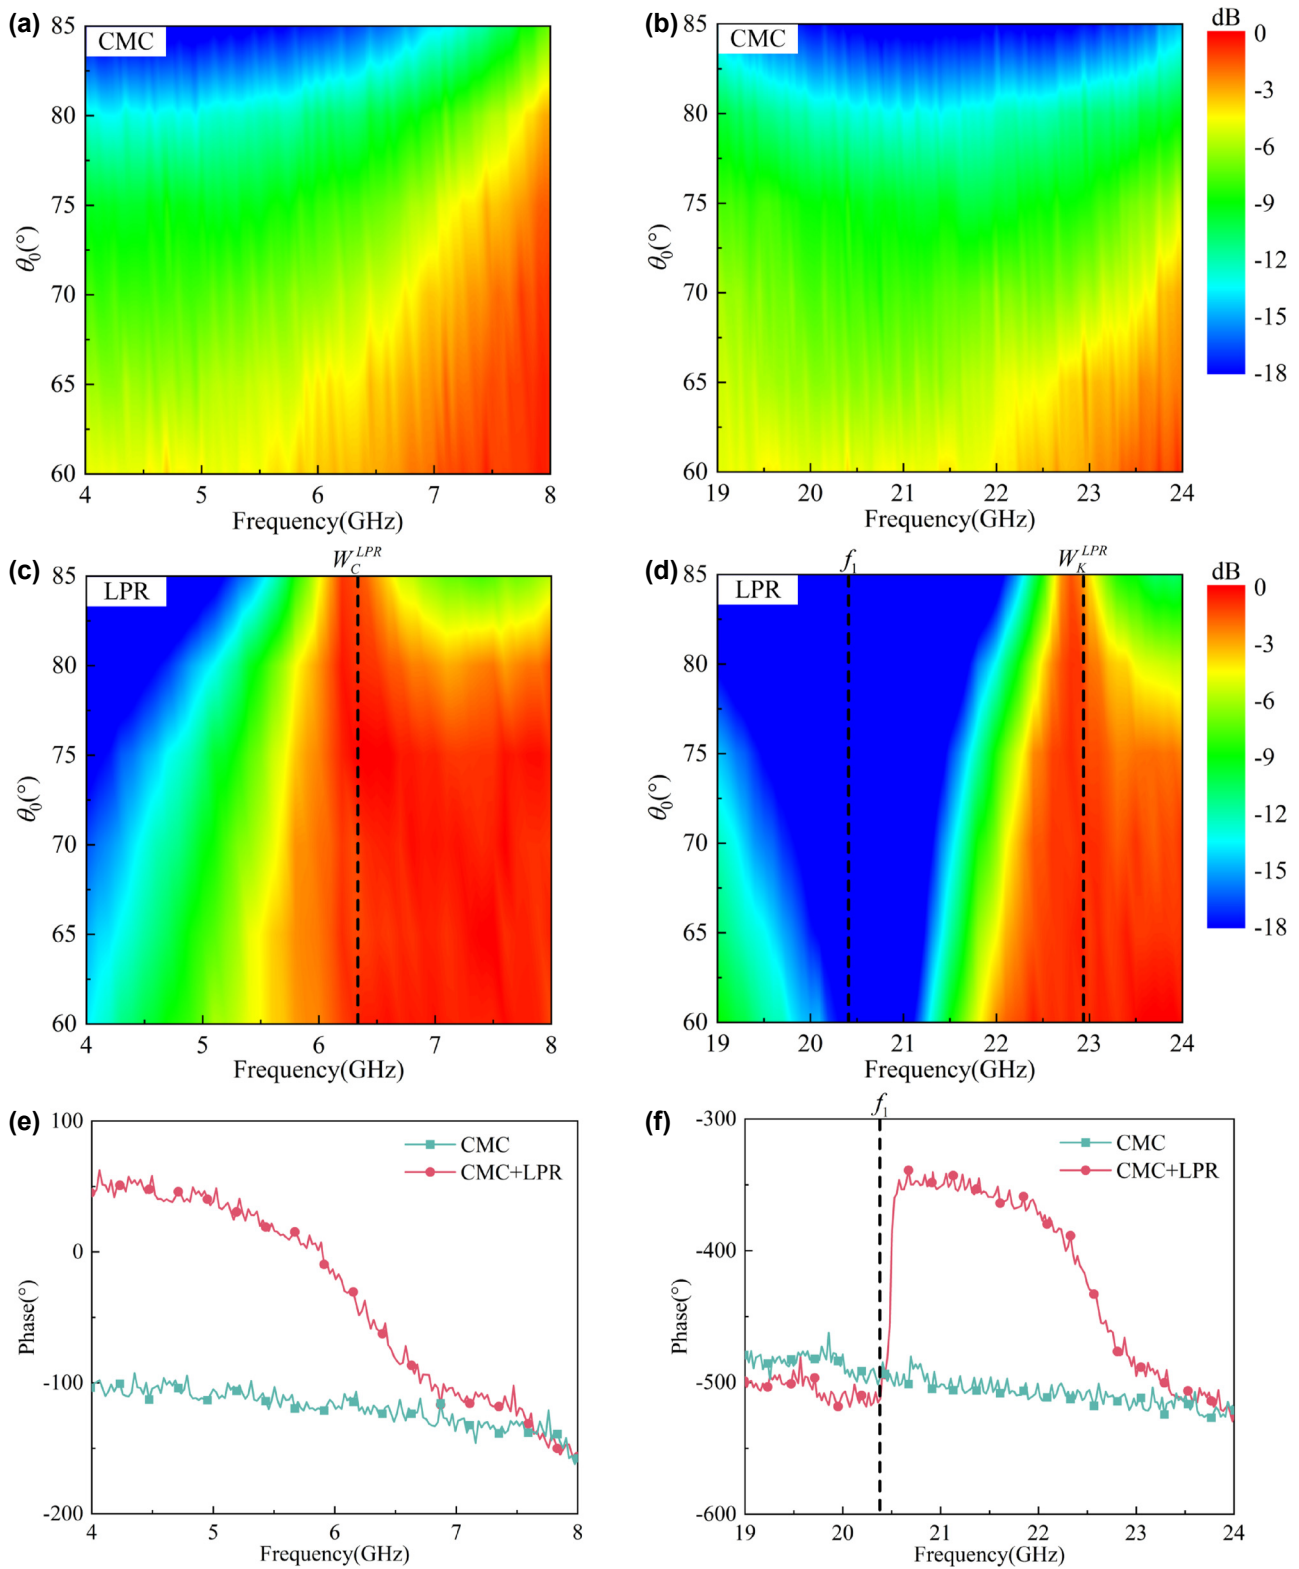 (a)
CMC
85
80
75
70
65
60
θ0(°)
4 5 6 7 8
Frequency(GHz)
(b)
CMC
85
80
75
70
65
60
θ0(°)
19 20 21 22 23 24
Frequency(GHz)
dB
0
-3
-6
-9
-12
-15
-18
(c)
LPR
W_C^LPR
85
80
75
70
65
60
θ0(°)
4 5 6 7 8
Frequency(GHz)
(d)
LPR
f1
W_K^LPR
85
80
75
70
65
60
θ0(°)
19 20 21 22 23 24
Frequency(GHz)
dB
0
-3
-6
-9
-12
-15
-18
(e)
CMC
CMC+LPR
100
0
-100
-200
Phase(°)
4 5 6 7 8
Frequency(GHz)
(f)
f1
CMC
CMC+LPR
-300
-400
-500
-600
Phase(°)
19 20 21 22 23 24
Frequency(GHz)